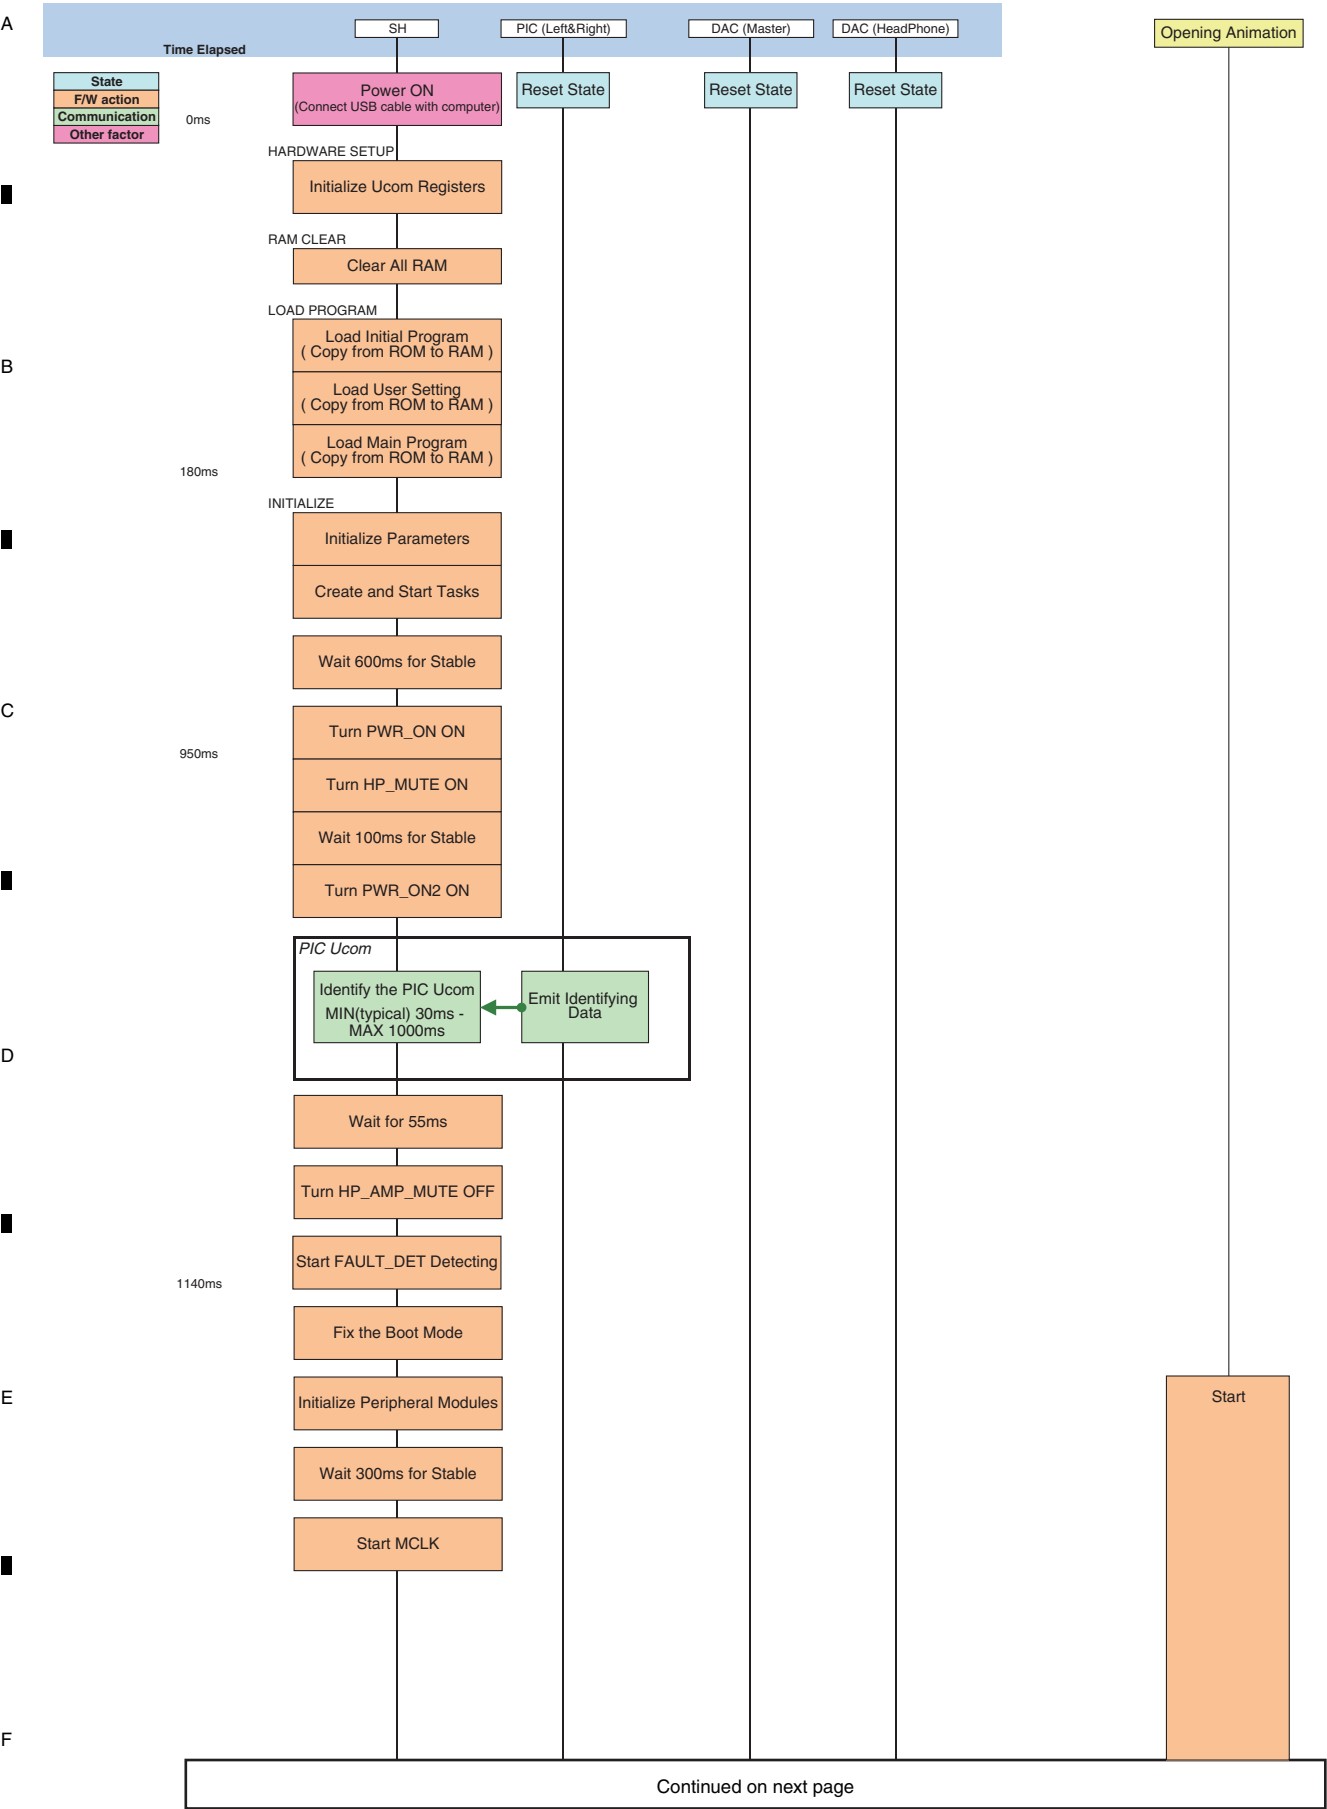 A
SH
PIC (Left&Right)
DAC (Master)
DAC (HeadPhone)
Opening Animation
Time Elapsed
State
F/W action
Communication
Other factor
0ms
Power ON
(Connect USB cable with computer)
Reset State
Reset State
Reset State
HARDWARE SETUP
Initialize Ucom Registers
RAM CLEAR
Clear All RAM
LOAD PROGRAM
Load Initial Program
( Copy from ROM to RAM )
B
Load User Setting
( Copy from ROM to RAM )
Load Main Program
( Copy from ROM to RAM )
180ms
INITIALIZE
Initialize Parameters
Create and Start Tasks
Wait 600ms for Stable
C
Turn PWR_ON ON
950ms
Turn HP_MUTE ON
Wait 100ms for Stable
Turn PWR_ON2 ON
PIC Ucom
Identify the PIC Ucom
MIN(typical) 30ms -
MAX 1000ms
Emit Identifying
Data
D
Wait for 55ms
Turn HP_AMP_MUTE OFF
Start FAULT_DET Detecting
1140ms
Fix the Boot Mode
E
Initialize Peripheral Modules
Start
Wait 300ms for Stable
Start MCLK
F
Continued on next page